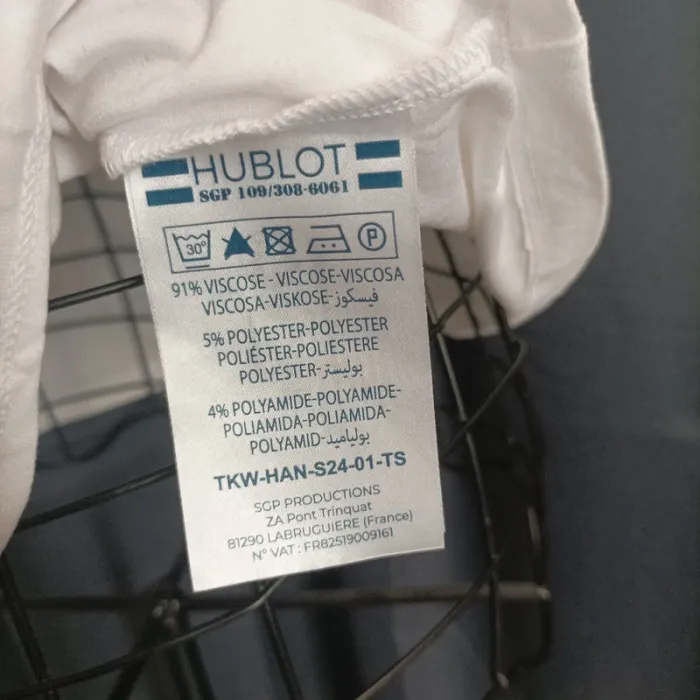 HUBLOT
SGP 109/308-6061
30° P
91% VISCOSE - VISCOSE-VISCOSA
VISCOSA-VISKOSE-فيسكوز
5% POLYESTER-POLYESTER
POLIÉSTER-POLIESTERE
POLYESTER-بوليستر
4% POLYAMIDE-POLYAMIDE-
POLIAMIDA-POLIAMIDA-
POLYAMID-بولياميد
TKW-HAN-S24-01-TS
SGP PRODUCTIONS
ZA Pont Trinquat
81290 LABRUGUIERE (France)
N° VAT : FR82519009161